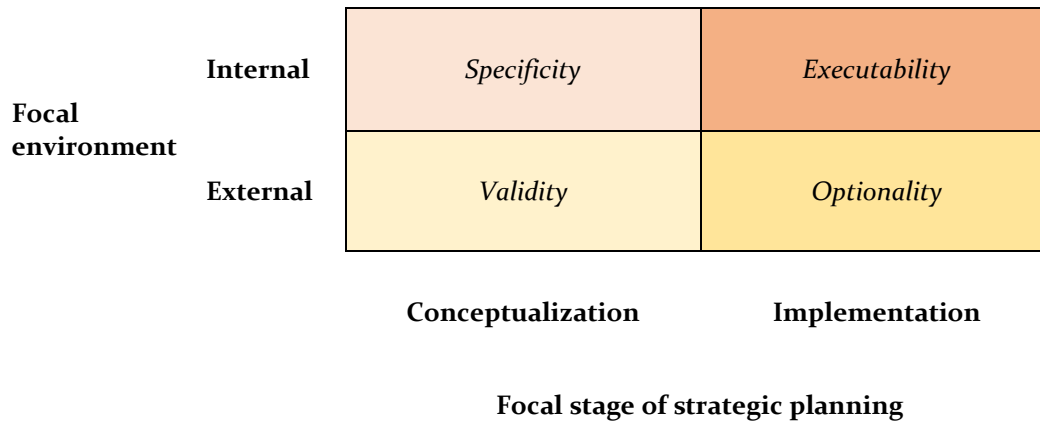 Internal
Specificity
Executability
Focal
environment
External
Validity
Optionality
Conceptualization
Implementation
Focal stage of strategic planning